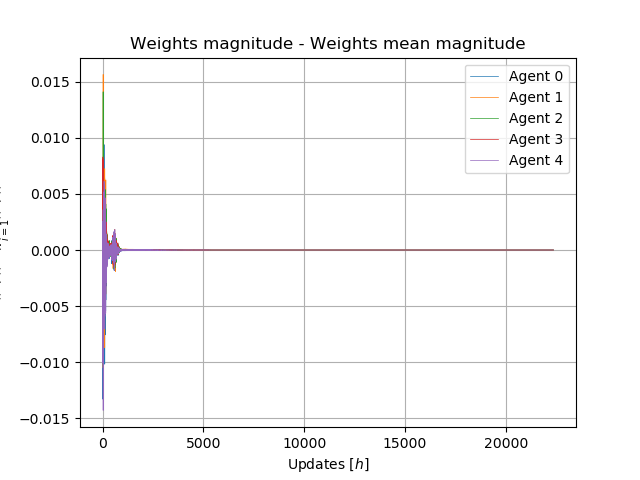 Weights magnitude - Weights mean magnitude
0.015
0.010
0.005
0.000
−0.005
−0.010
−0.015
0
5000
10000
15000
20000
Updates [h]
Agent 0
Agent 1
Agent 2
Agent 3
Agent 4